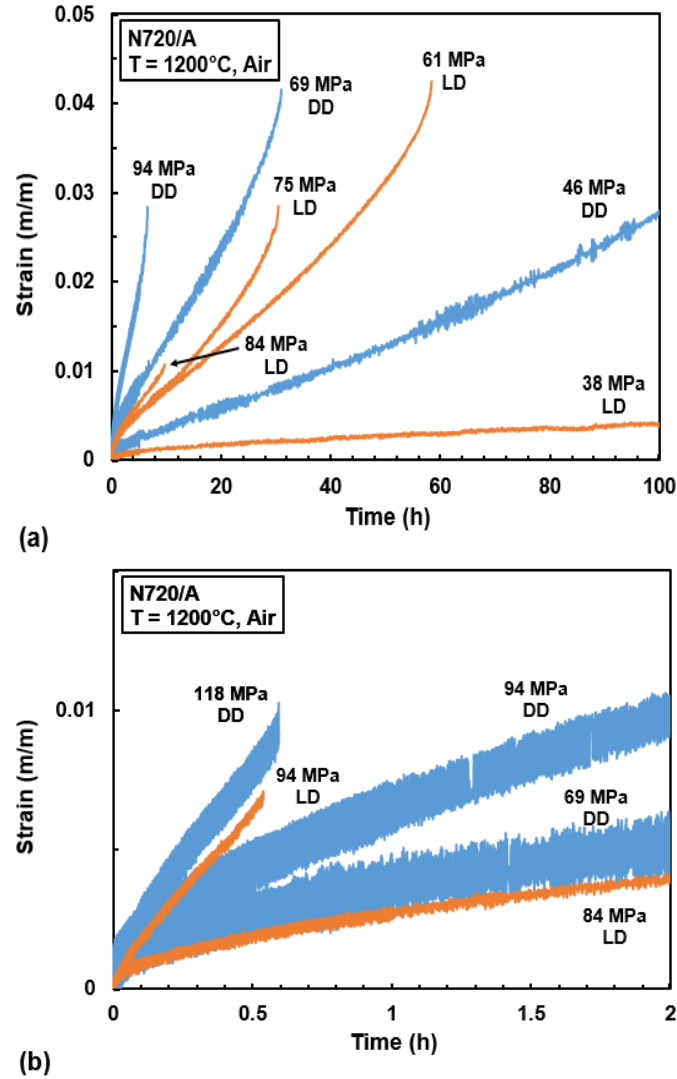 N720/A
T = 1200°C, Air
0.05
0.04
0.03
0.02
0.01
0
Strain (m/m)
94 MPa
DD
69 MPa
DD
75 MPa
LD
84 MPa
LD
61 MPa
LD
46 MPa
DD
38 MPa
LD
0 20 40 60 80 100
Time (h)
(a)
N720/A
T = 1200°C, Air
0.01
0
Strain (m/m)
118 MPa
DD
94 MPa
LD
94 MPa
DD
69 MPa
DD
84 MPa
LD
0 0.5 1 1.5 2
Time (h)
(b)